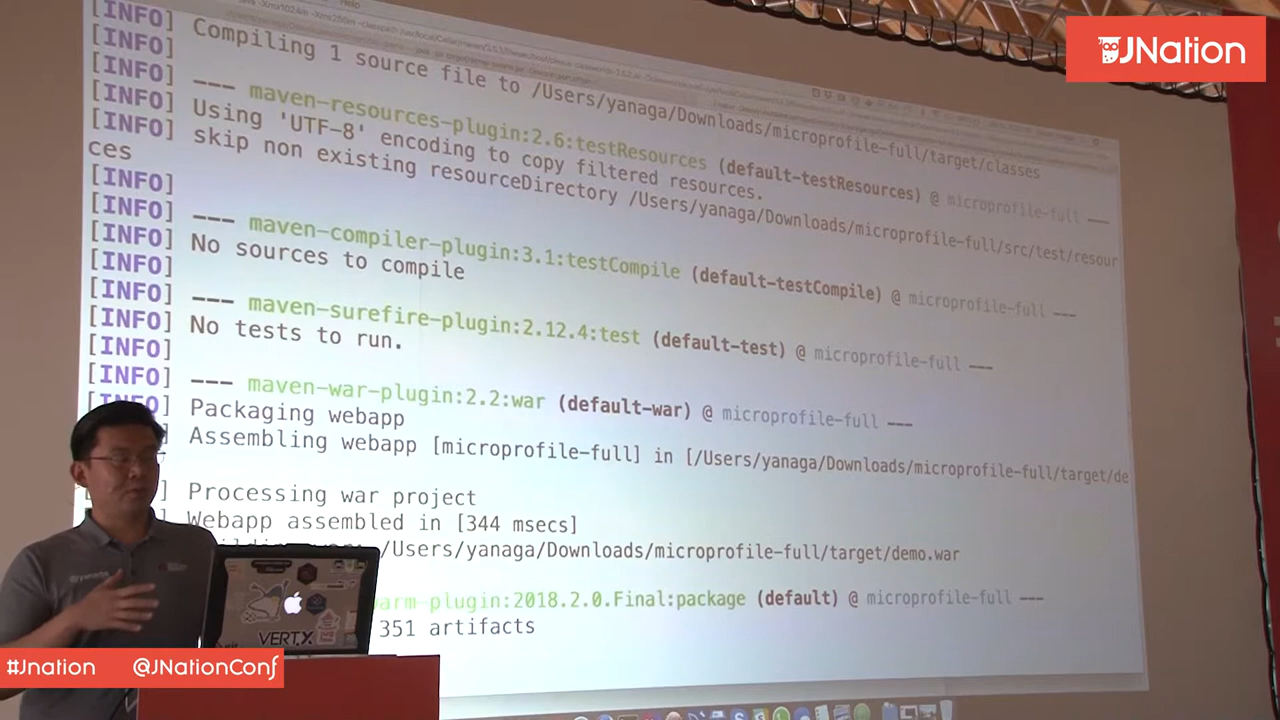 JNation
[INFO] Compiling 1 source file to /Users/yanaga/Downloads/microprofile-full/target/classes
[INFO]
[INFO] --- maven-resources-plugin:2.6:testResources (default-testResources) @ microprofile-full ---
[INFO] Using 'UTF-8' encoding to copy filtered resources.
[INFO] skip non existing resourceDirectory /Users/yanaga/Downloads/microprofile-full/src/test/resour
ces
[INFO]
[INFO] --- maven-compiler-plugin:3.1:testCompile (default-testCompile) @ microprofile-full ---
[INFO] No sources to compile
[INFO]
[INFO] --- maven-surefire-plugin:2.12.4:test (default-test) @ microprofile-full ---
[INFO] No tests to run.
[INFO]
[INFO] --- maven-war-plugin:2.2:war (default-war) @ microprofile-full ---
[INFO] Packaging webapp
] Assembling webapp [microprofile-full] in [/Users/yanaga/Downloads/microprofile-full/target/de
] Processing war project
] Webapp assembled in [344 msecs]
/Users/yanaga/Downloads/microprofile-full/target/demo.war
arm-plugin:2018.2.0.Final:package (default) @ microprofile-full ---
351 artifacts
VERT.X
#Jnation @JNationConf